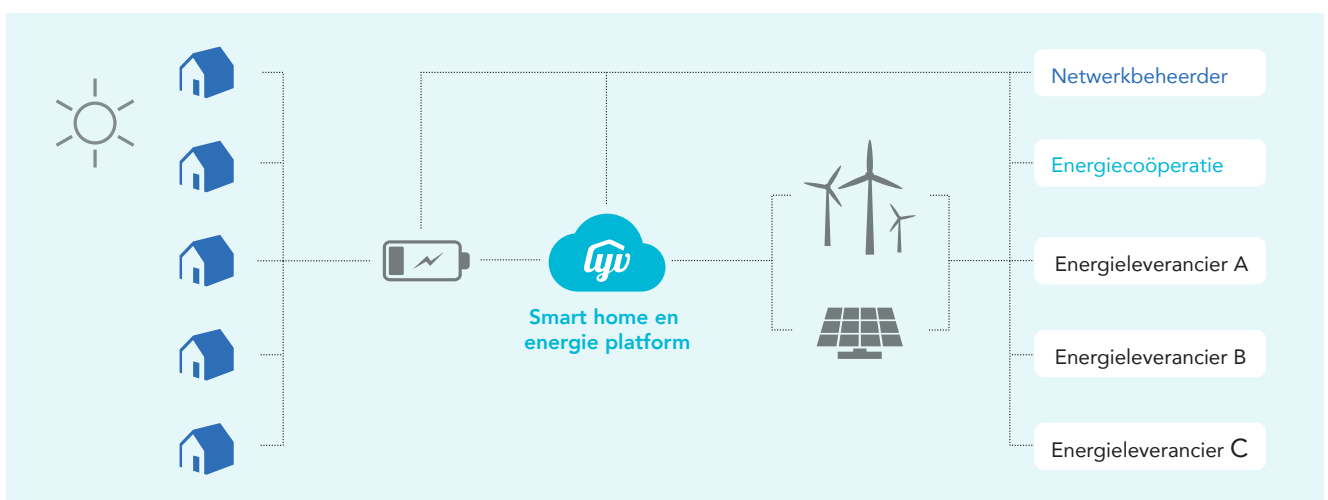 Netwerkbeheerder
Energiecoöperatie
lyv
Smart home en
energie platform
Energieleverancier A
Energieleverancier B
Energieleverancier C